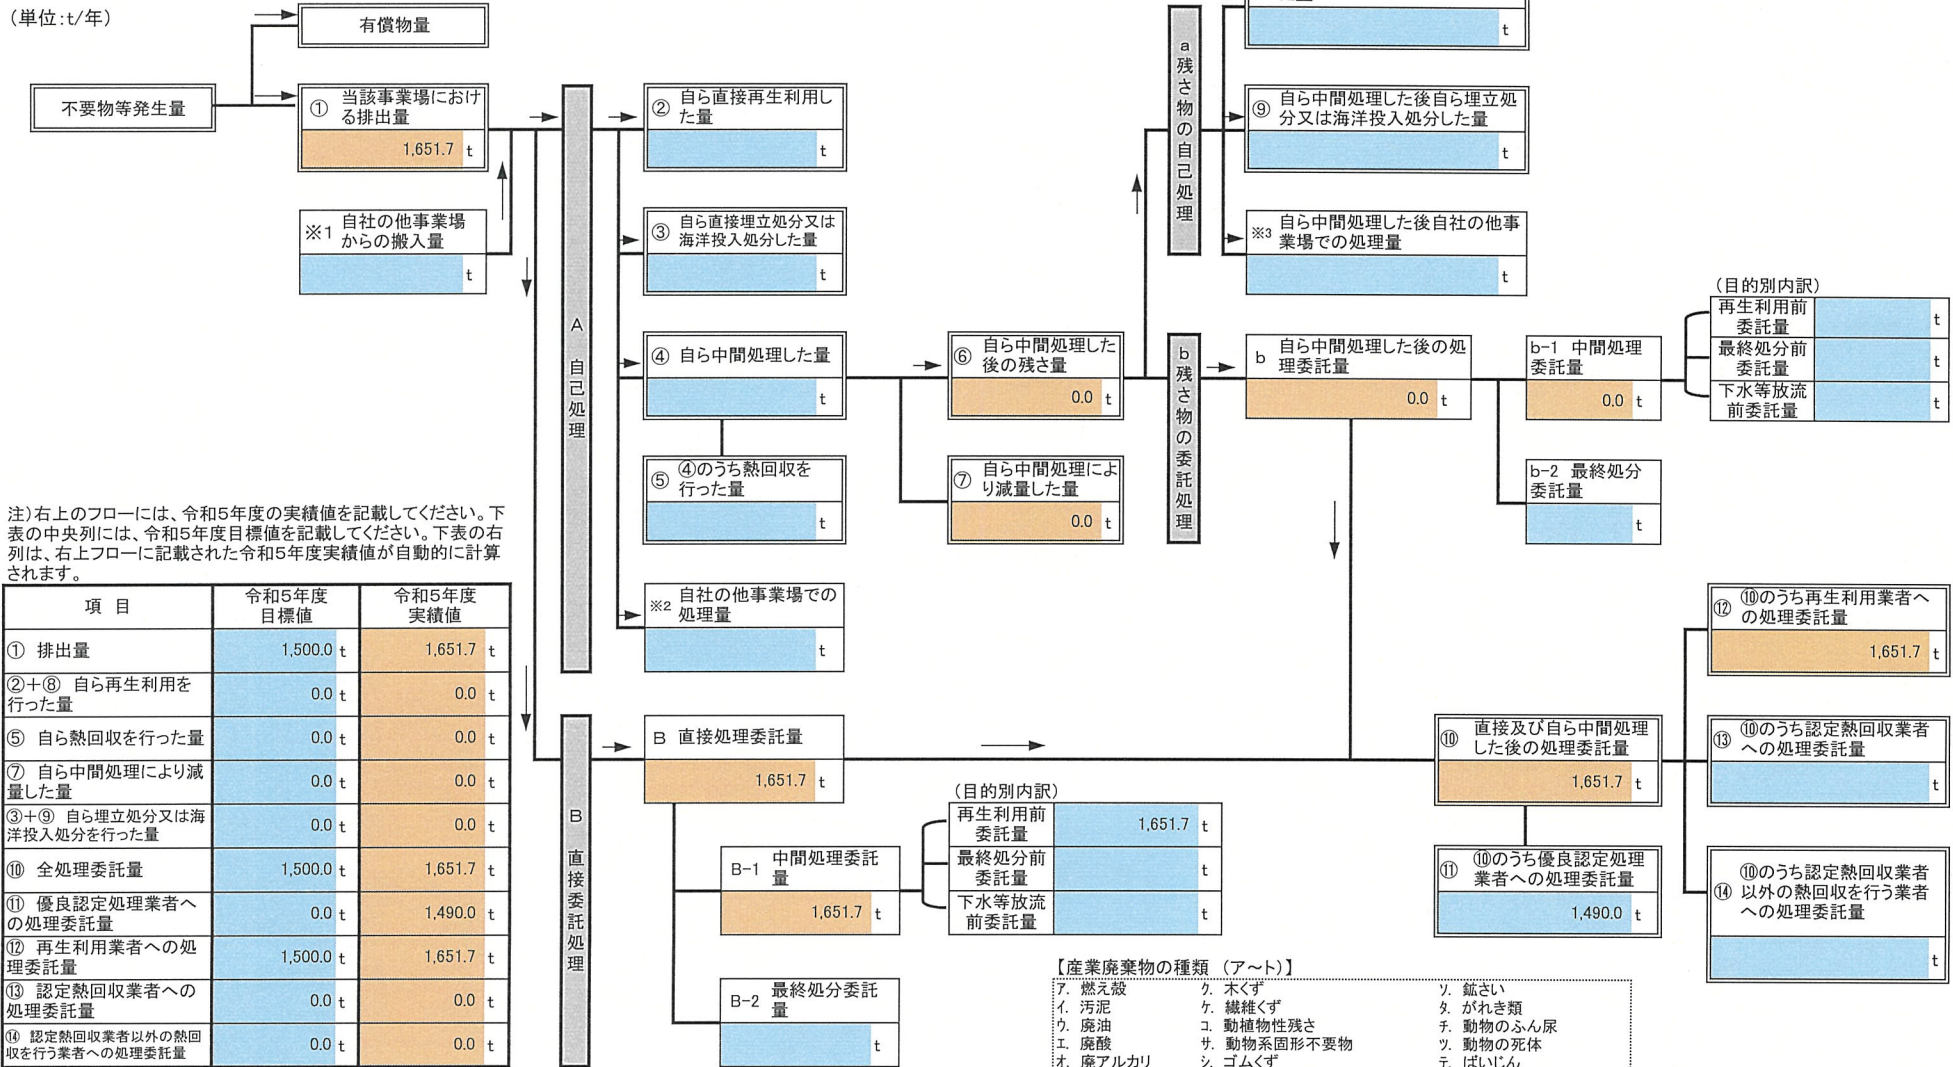 (単位:t/年)
有償物量
不要物等発生量
① 当該事業場におけ
る排出量
1,651.7 t
※1 自社の他事業場
からの搬入量
t
A 自己処理
② 自ら直接再生利用し
た量
t
③ 自ら直接埋立処分又は
海洋投入処分した量
t
④ 自ら中間処理した量
t
⑤ ④のうち熱回収を
行った量
t
※2 自社の他事業場での
処理量
t
⑥ 自ら中間処理した
後の残さ量
0.0 t
⑦ 自ら中間処理によ
り減量した量
0.0 t
a 残さ物の自己処理
t
⑨ 自ら中間処理した後自ら埋立処
分又は海洋投入処分した量
t
※3 自ら中間処理した後自社の他事
業場での処理量
t
b 残さ物の委託処理
b 自ら中間処理した後の処
理委託量
0.0 t
b-1 中間処理
委託量
0.0 t
(目的別内訳)
再生利用前
委託量 t
最終処分前
委託量 t
下水等放流
前委託量 t
b-2 最終処分
委託量
t
注)右上のフローには、令和5年度の実績値を記載してください。下
表の中央列には、令和5年度目標値を記載してください。下表の右
列は、右上フローに記載された令和5年度実績値が自動的に計算
されます。
項 目 令和5年度
目標値 令和5年度
実績値
① 排出量 1,500.0 t 1,651.7 t
②+⑧ 自ら再生利用を
行った量 0.0 t 0.0 t
⑤ 自ら熱回収を行った量 0.0 t 0.0 t
⑦ 自ら中間処理により減
量した量 0.0 t 0.0 t
③+⑨ 自ら埋立処分又は海
洋投入処分を行った量 0.0 t 0.0 t
⑩ 全処理委託量 1,500.0 t 1,651.7 t
⑪ 優良認定処理業者へ
の処理委託量 0.0 t 1,490.0 t
⑫ 再生利用業者への処
理委託量 1,500.0 t 1,651.7 t
⑬ 認定熱回収業者への
処理委託量 0.0 t 0.0 t
⑭ 認定熱回収業者以外の熱回
収を行う業者への処理委託量 0.0 t 0.0 t
B 直接委託処理
B 直接処理委託量
1,651.7 t
B-1 中間処理委託
量
1,651.7 t
(目的別内訳)
再生利用前
委託量 1,651.7 t
最終処分前
委託量 t
下水等放流
前委託量 t
B-2 最終処分委託
量
t
⑩ 直接及び自ら中間処理
した後の処理委託量
1,651.7 t
⑪ ⑩のうち優良認定処理
業者への処理委託量
1,490.0 t
⑫ ⑩のうち再生利用業者へ
の処理委託量
1,651.7 t
⑬ ⑩のうち認定熱回収業者
への処理委託量
t
⑭ ⑩のうち認定熱回収業者
以外の熱回収を行う業者
への処理委託量
t
【産業廃棄物の種類 (ア~ト)】
ア. 燃え殻 ク. 木くず ソ. 鉱さい
イ. 汚泥 ケ. 繊維くず タ. がれき類
ウ. 廃油 コ. 動植物性残さ チ. 動物のふん尿
エ. 廃酸 サ. 動物系固形不要物 ツ. 動物の死体
オ. 廃アルカリ シ. ゴムくず テ. ばいじん